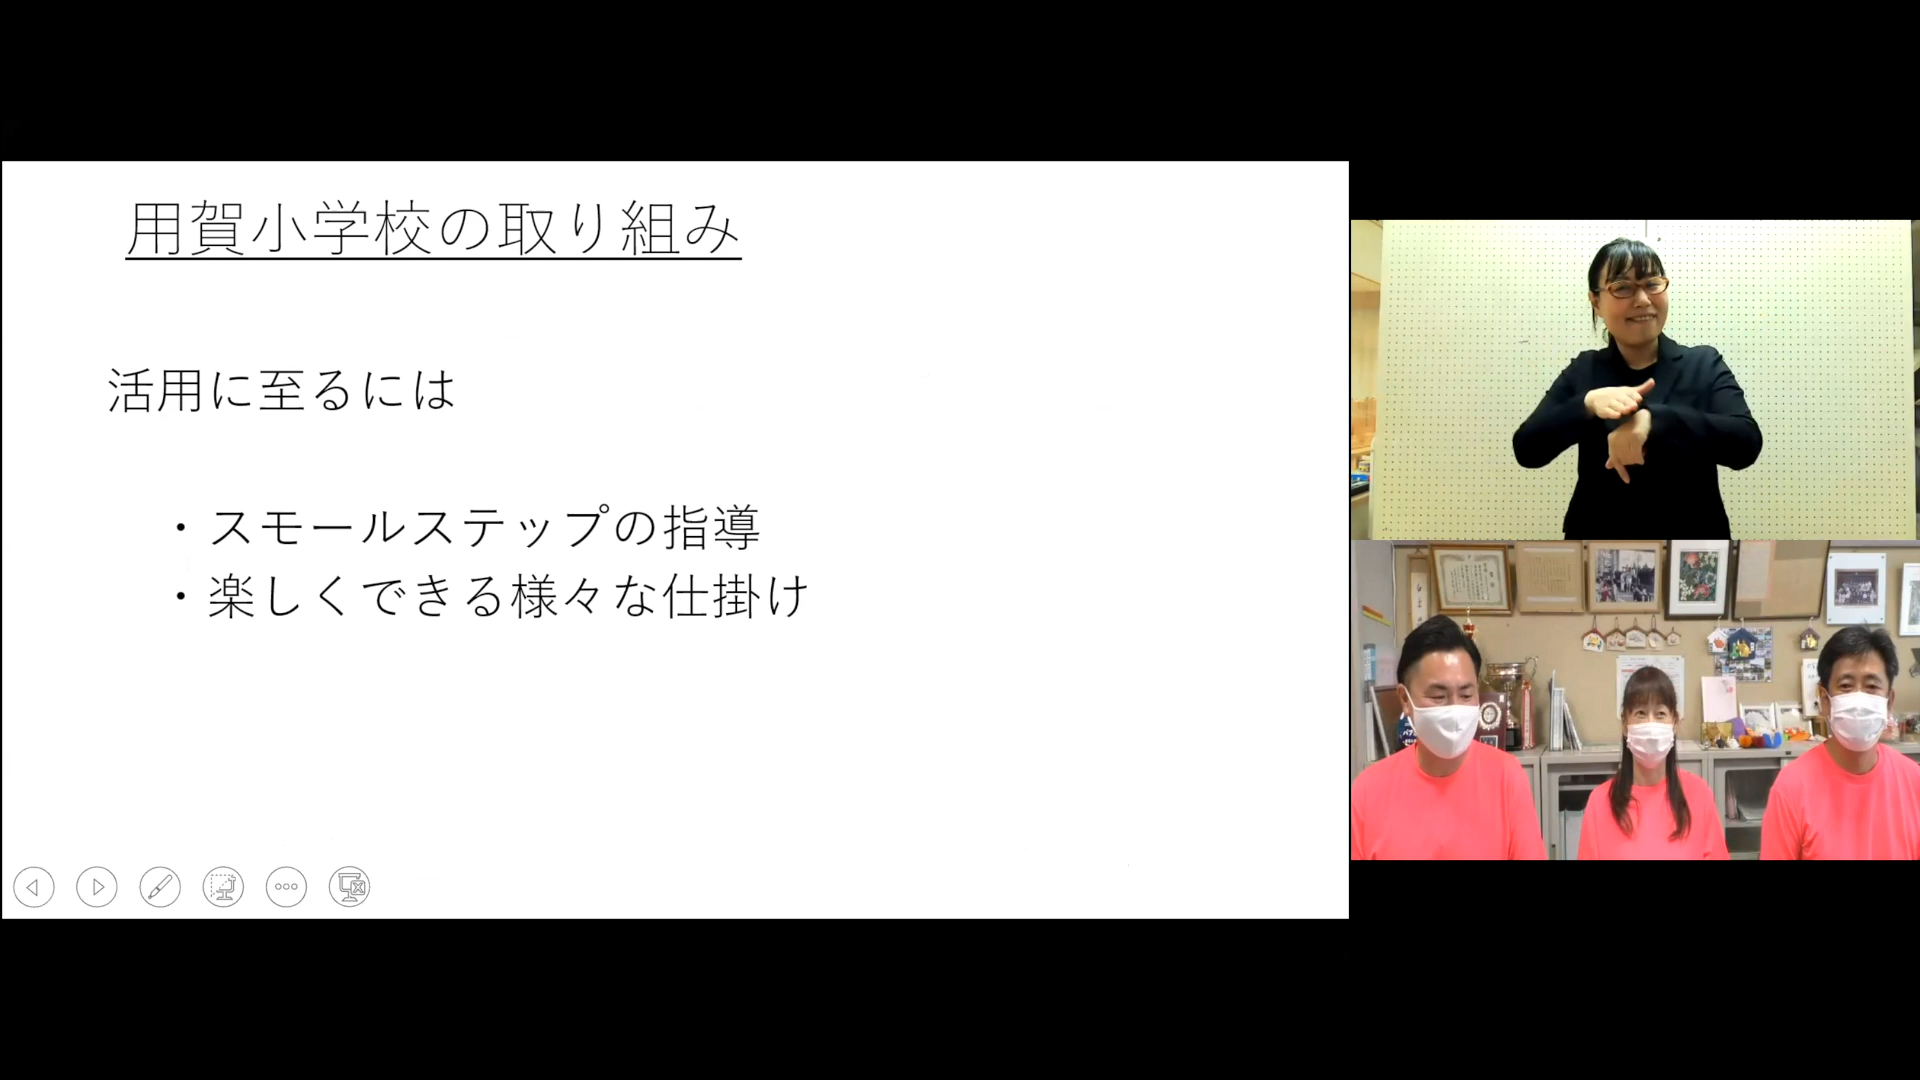 用賀小学校の取り組み
活用に至るには
・スモールステップの指導
・楽しくできる様々な仕掛け